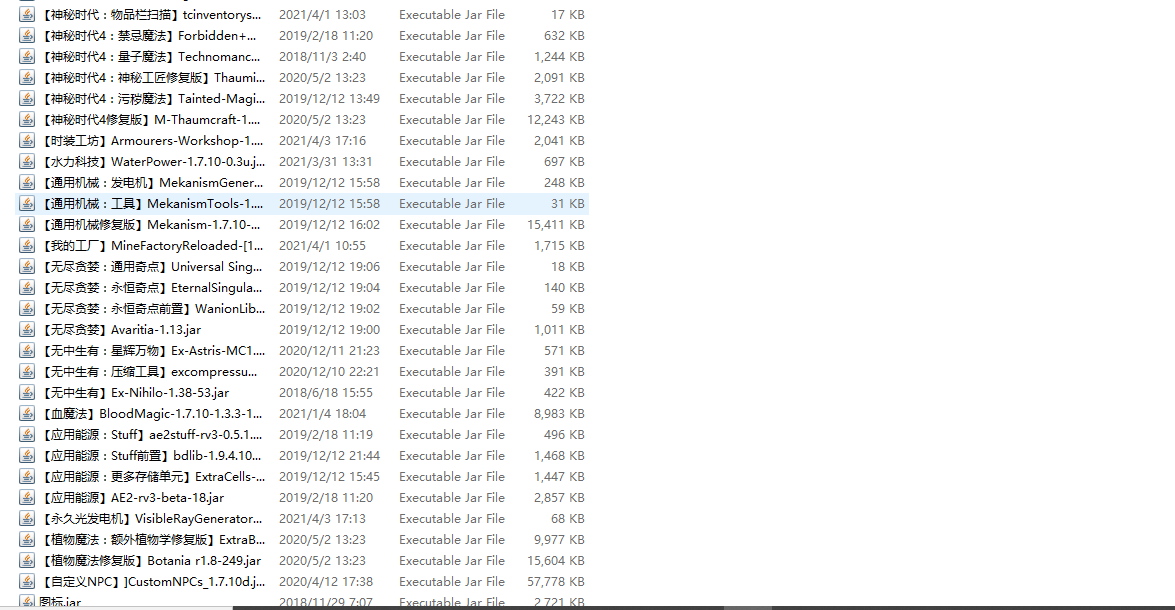 【神秘时代：物品栏扫描】tcinventorys... 2021/4/1 13:03 Executable Jar File 17 KB
【神秘时代4：禁忌魔法】Forbidden+... 2019/2/18 11:20 Executable Jar File 632 KB
【神秘时代4：量子魔法】Technomanc... 2018/11/3 2:40 Executable Jar File 1,244 KB
【神秘时代4：神秘工匠修复版】Thaumi... 2020/5/2 13:23 Executable Jar File 2,091 KB
【神秘时代4：污秽魔法】Tainted-Magi... 2019/12/12 13:49 Executable Jar File 3,722 KB
【神秘时代4修复版】M-Thaumcraft-1.... 2020/5/2 13:23 Executable Jar File 12,243 KB
【时装工坊】Armourers-Workshop-1.... 2021/4/3 17:16 Executable Jar File 2,041 KB
【水力科技】WaterPower-1.7.10-0.3u.j... 2021/3/31 13:31 Executable Jar File 697 KB
【通用机械：发电机】MekanismGener... 2019/12/12 15:58 Executable Jar File 248 KB
【通用机械：工具】MekanismTools-1.... 2019/12/12 15:58 Executable Jar File 31 KB
【通用机械修复版】Mekanism-1.7.10-... 2019/12/12 16:02 Executable Jar File 15,411 KB
【我的工厂】MineFactoryReloaded-[1... 2021/4/1 10:55 Executable Jar File 1,715 KB
【无尽贪婪：通用奇点】Universal Sing... 2019/12/12 19:06 Executable Jar File 18 KB
【无尽贪婪：永恒奇点】EternalSingula... 2019/12/12 19:04 Executable Jar File 140 KB
【无尽贪婪：永恒奇点前置】WanionLib... 2019/12/12 19:02 Executable Jar File 59 KB
【无尽贪婪】Avaritia-1.13.jar 2019/12/12 19:00 Executable Jar File 1,011 KB
【无中生有：星辉万物】Ex-Astris-MC1.... 2020/12/11 21:23 Executable Jar File 571 KB
【无中生有：压缩工具】excompressu... 2020/12/10 22:21 Executable Jar File 391 KB
【无中生有】Ex-Nihilo-1.38-53.jar 2018/6/18 15:55 Executable Jar File 422 KB
【血魔法】BloodMagic-1.7.10-1.3.3-1... 2021/1/4 18:04 Executable Jar File 8,983 KB
【应用能源：Stuff】ae2stuff-rv3-0.5.1.... 2019/2/18 11:19 Executable Jar File 496 KB
【应用能源：Stuff前置】bdlib-1.9.4.10... 2019/12/12 21:44 Executable Jar File 1,468 KB
【应用能源：更多存储单元】ExtraCells-... 2019/12/12 15:45 Executable Jar File 1,447 KB
【应用能源】AE2-rv3-beta-18.jar 2019/2/18 11:20 Executable Jar File 2,857 KB
【永久光发电机】VisibleRayGenerator... 2021/4/3 17:13 Executable Jar File 68 KB
【植物魔法：额外植物学修复版】ExtraB... 2020/5/2 13:23 Executable Jar File 9,977 KB
【植物魔法修复版】Botania r1.8-249.jar 2020/5/2 13:23 Executable Jar File 15,604 KB
【自定义NPC】]CustomNPCs_1.7.10d.j... 2020/4/12 17:38 Executable Jar File 57,778 KB
图标.jar 2018/11/29 7:07 Executable Jar File 2,721 KB